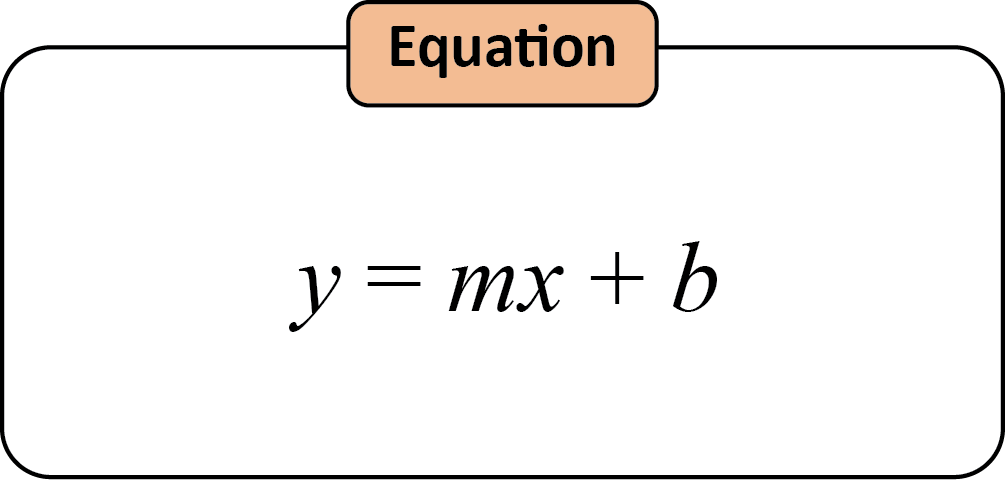 Equation
y = mx + b